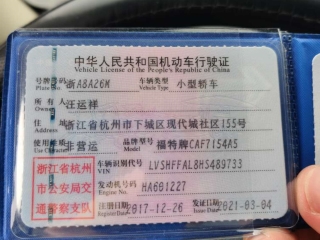 中华人民共和国机动车行驶证
Vehicle License of the People's Republic of China
号牌号码 Plate No. 浙A8A26M 车辆类型 Vehicle Type 小型轿车
所有人 汪运祥
住址 浙江省杭州市下城区现代城社区155号
使用性质 非营运 品牌型号 Model 福特牌CAF7154A5
浙江省杭州市公安局交通警察支队
车辆识别代号 VIN LVSHFFAL8HS489733
发动机号码 Engine No. HA601227
注册日期 Register Date 2017-12-26 发证日期 Issue Date 2021-03-04